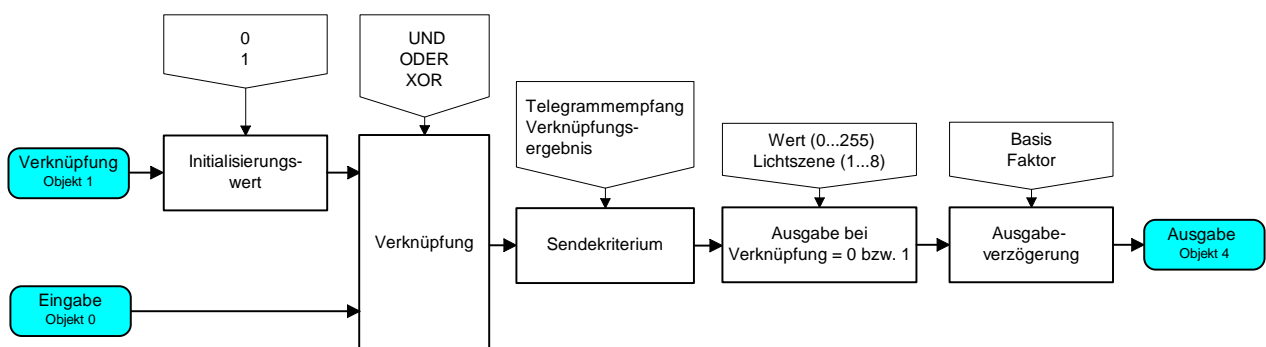 0
1
UND
ODER
XOR
Telegrammempfang
Verknüpfungs-
ergebnis
Wert (0...255)
Lichtszene (1...8)
Basis
Faktor
Verknüpfung
Objekt 1
Initialisierungs-
wert
Verknüpfung
Sendekriterium
Ausgabe bei
Verknüpfung = 0 bzw. 1
Ausgabe-
verzögerung
Ausgabe
Objekt 4
Eingabe
Objekt 0